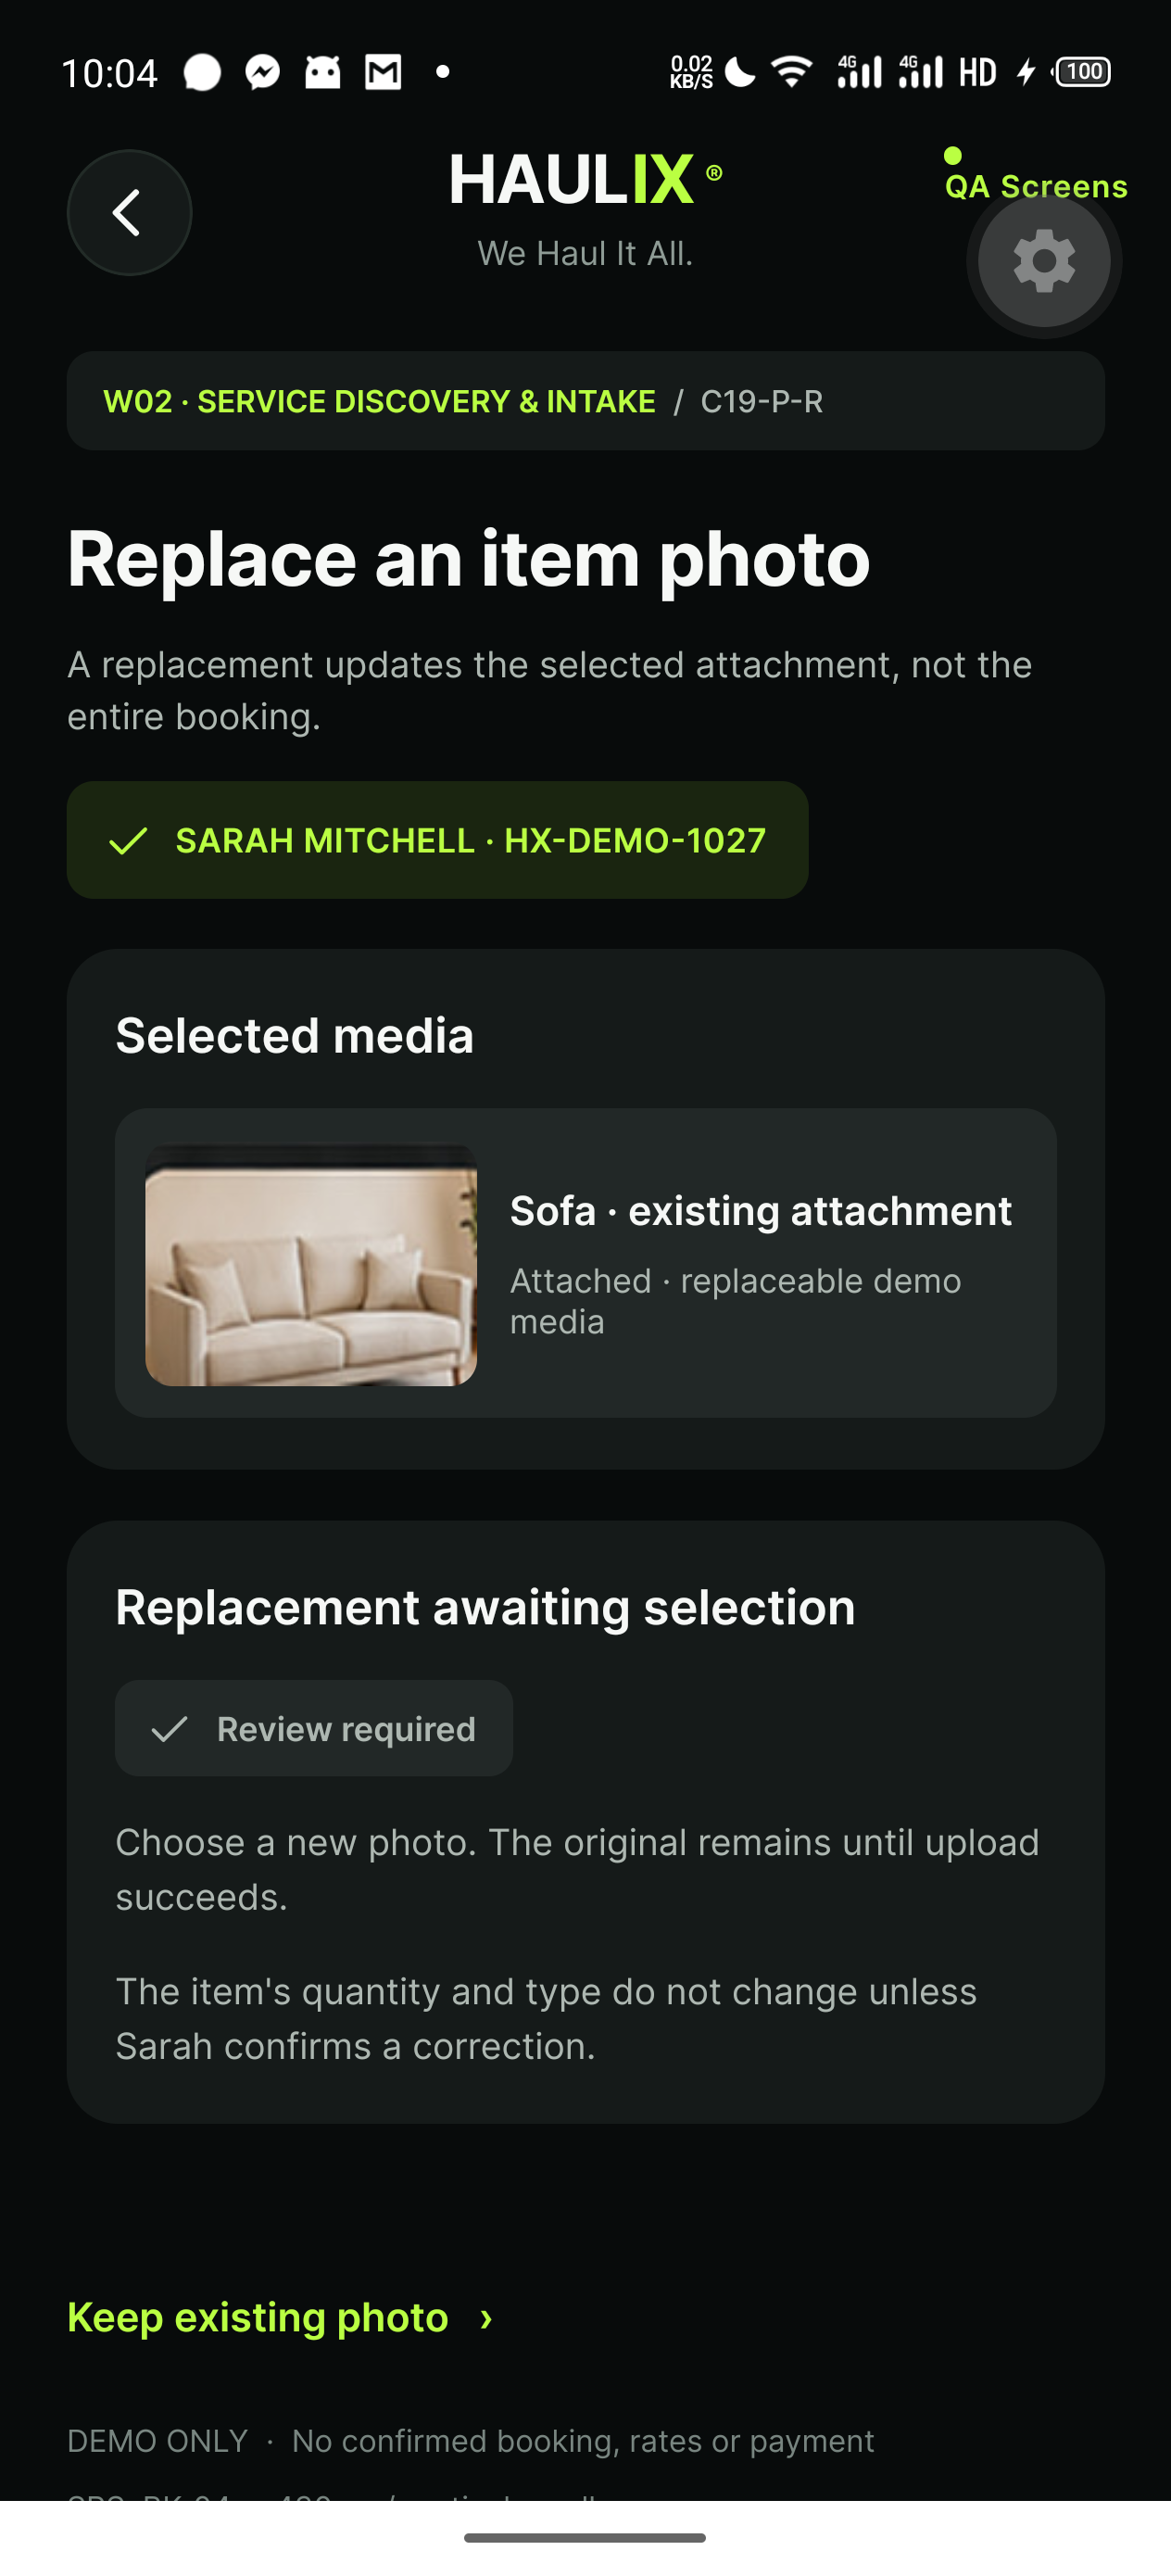 10:04
0.02 KB/S 4G 4G HD 100
HAULIX ®
We Haul It All.
QA Screens
W02 · SERVICE DISCOVERY & INTAKE / C19-P-R
Replace an item photo
A replacement updates the selected attachment, not the
entire booking.
SARAH MITCHELL · HX-DEMO-1027
Selected media
Sofa · existing attachment
Attached · replaceable demo
media
Replacement awaiting selection
Review required
Choose a new photo. The original remains until upload
succeeds.
The item's quantity and type do not change unless
Sarah confirms a correction.
Keep existing photo ›
DEMO ONLY · No confirmed booking, rates or payment